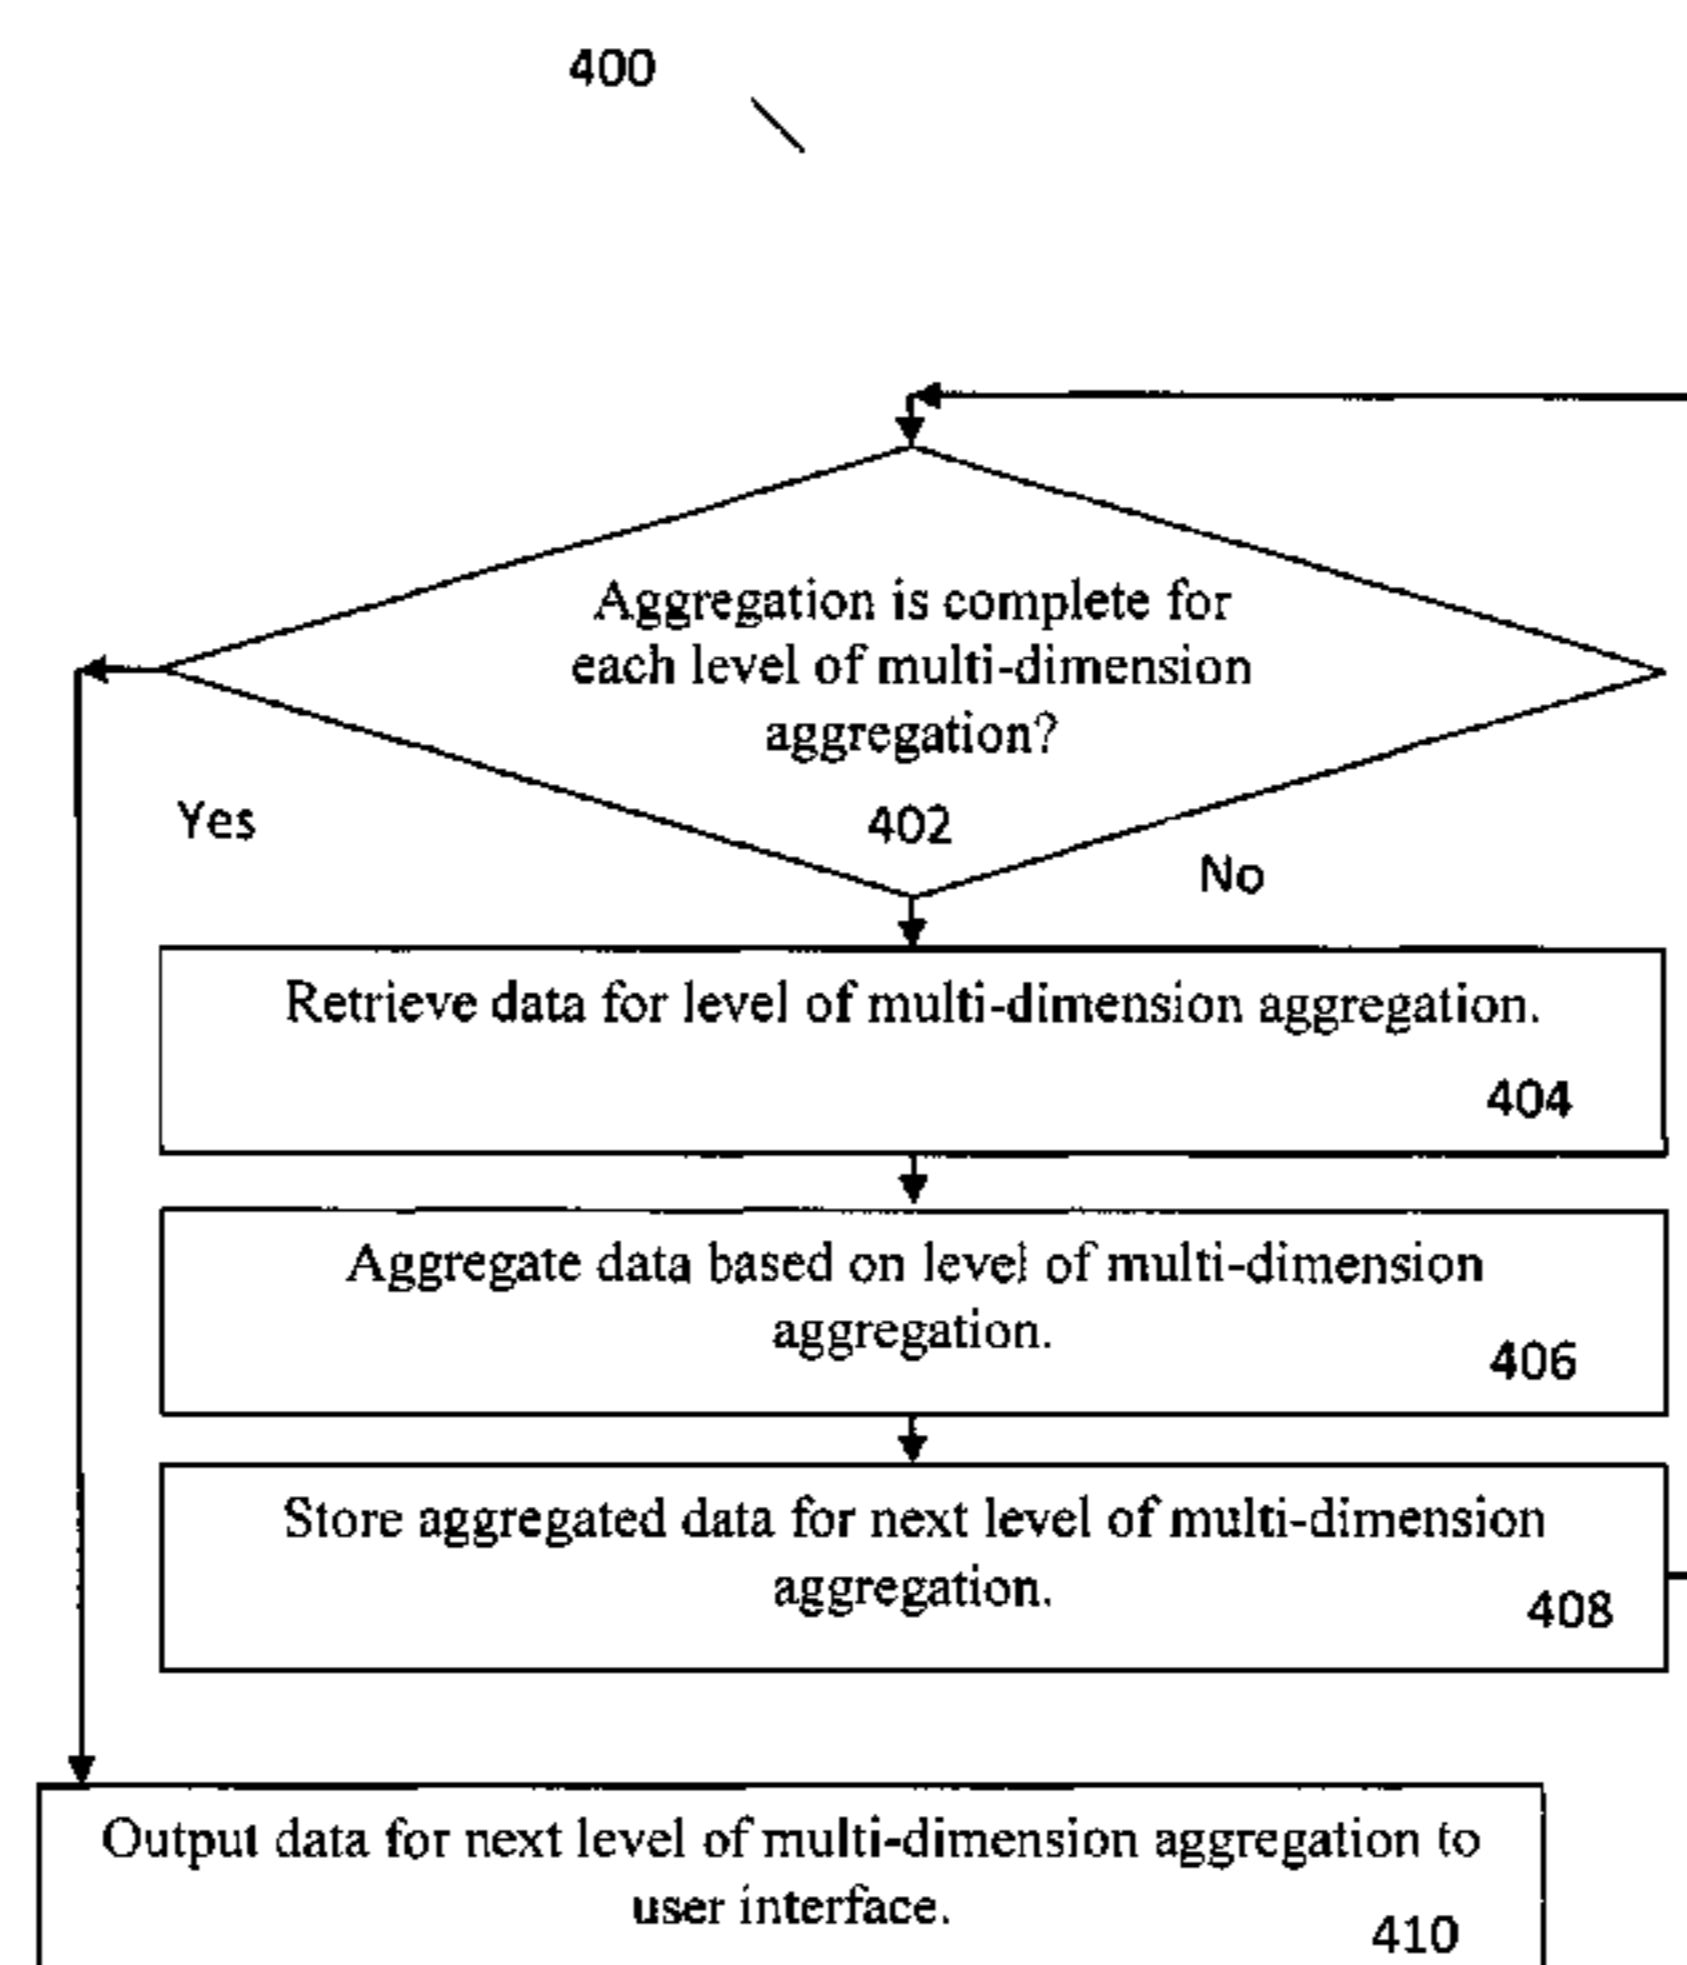 400
Aggregation is complete for
each level of multi-dimension
aggregation?
402
Yes
No
Retrieve data for level of multi-dimension aggregation.
404
Aggregate data based on level of multi-dimension
aggregation.
406
Store aggregated data for next level of multi-dimension
aggregation.
408
Output data for next level of multi-dimension aggregation to
user interface.
410